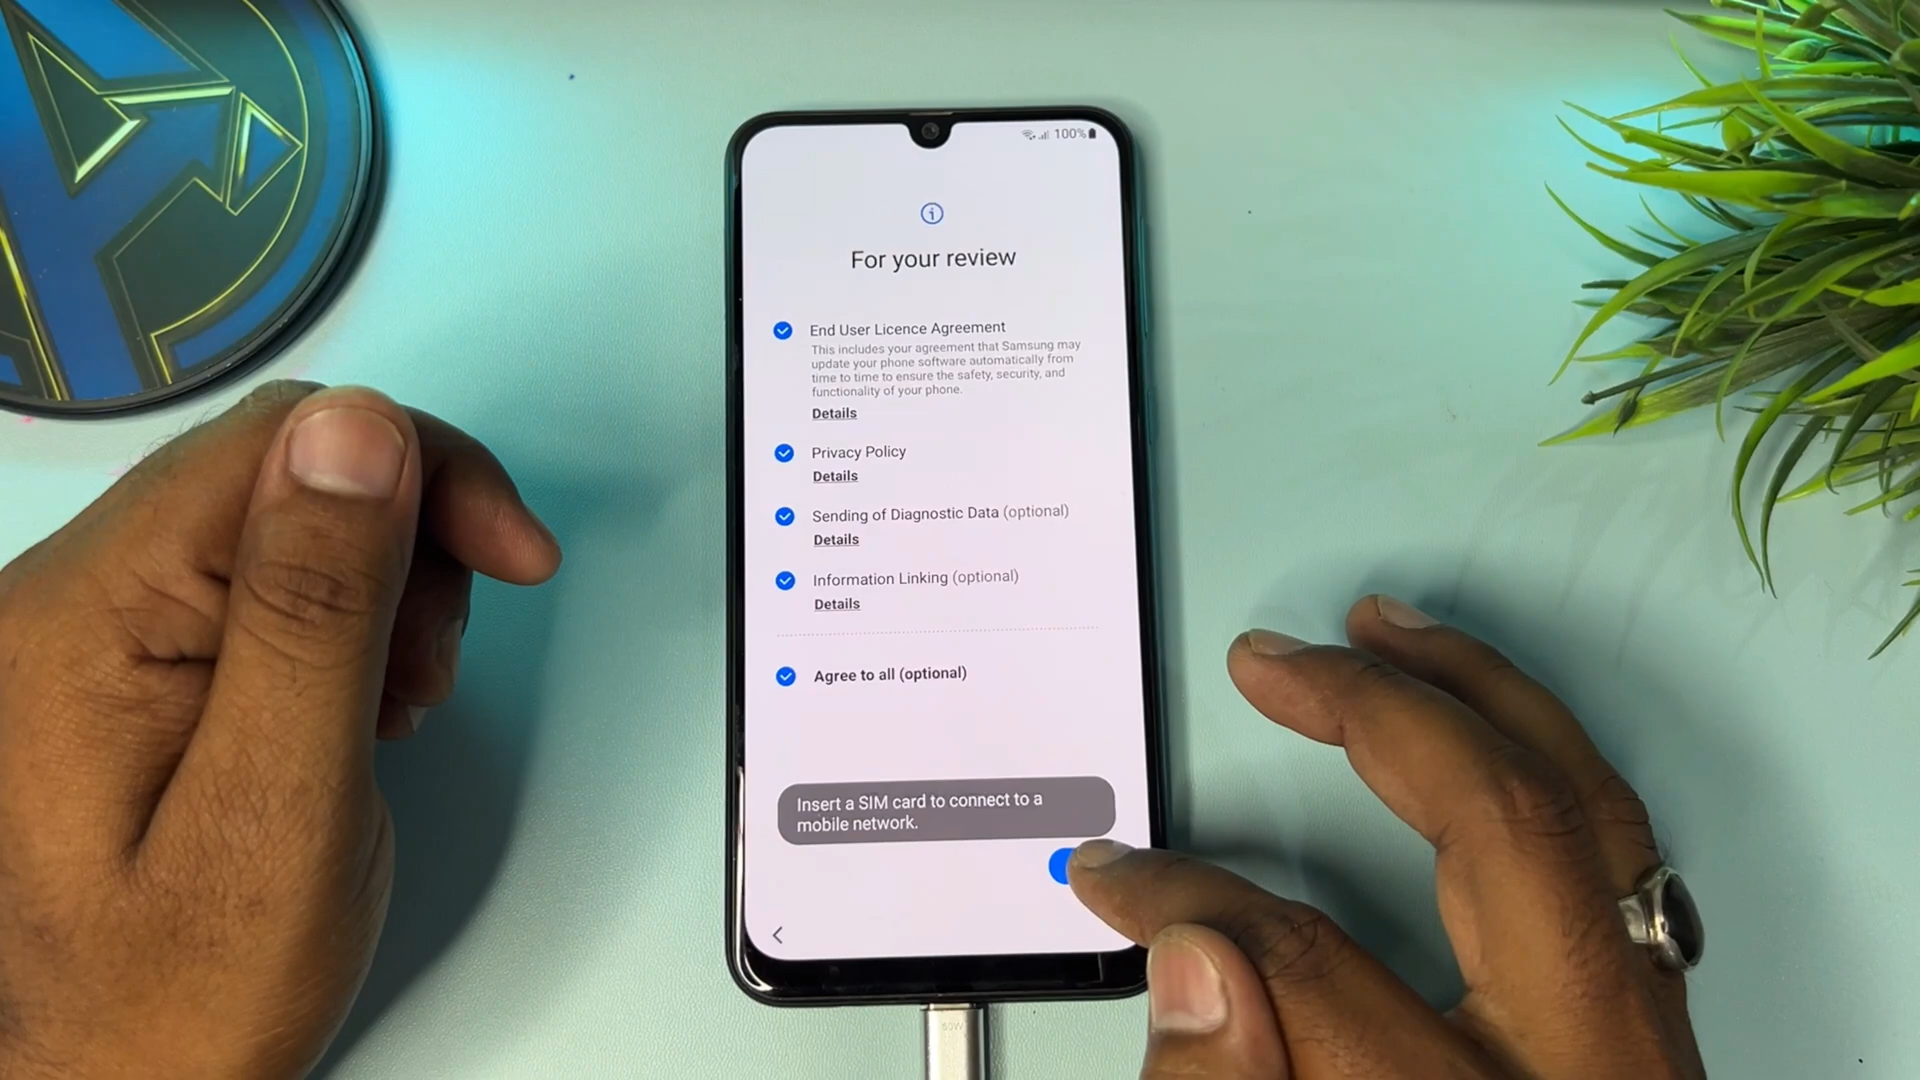 100%
For your review
End User Licence Agreement
This includes your agreement that Samsung may
update your phone software automatically from
time to time to ensure the safety, security, and
functionality of your phone.
Details
Privacy Policy
Details
Sending of Diagnostic Data (optional)
Details
Information Linking (optional)
Details
Agree to all (optional)
Insert a SIM card to connect to a
mobile network.